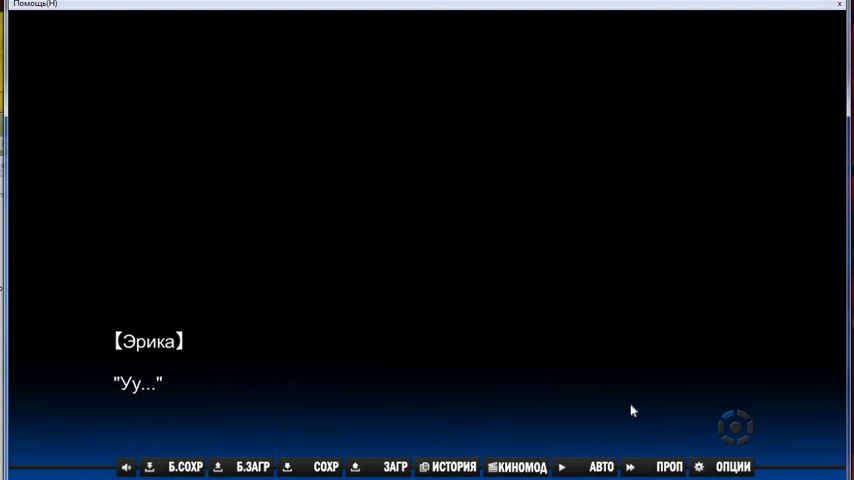 Помощь(Н)
【Эрика】
"Уу..."
Б.СОХР Б.ЗАГР СОХР ЗАГР ИСТОРИЯ КИНОМОД АВТО ПРОП ОПЦИИ